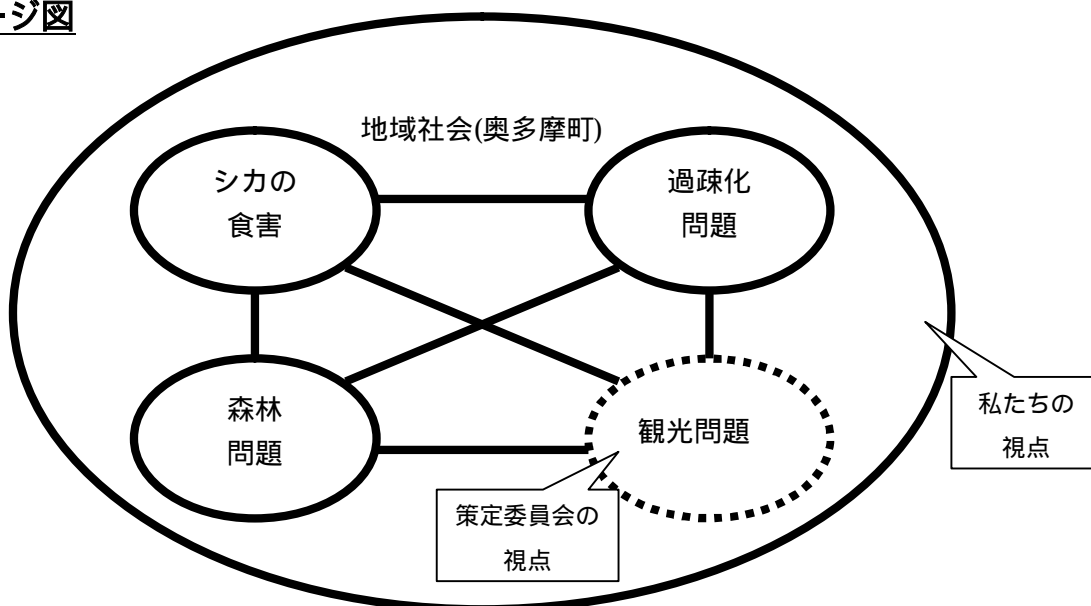 ージ図
地域社会(奥多摩町)
シカの
食害
過疎化
問題
森林
問題
観光問題
私たちの
視点
策定委員会の
視点